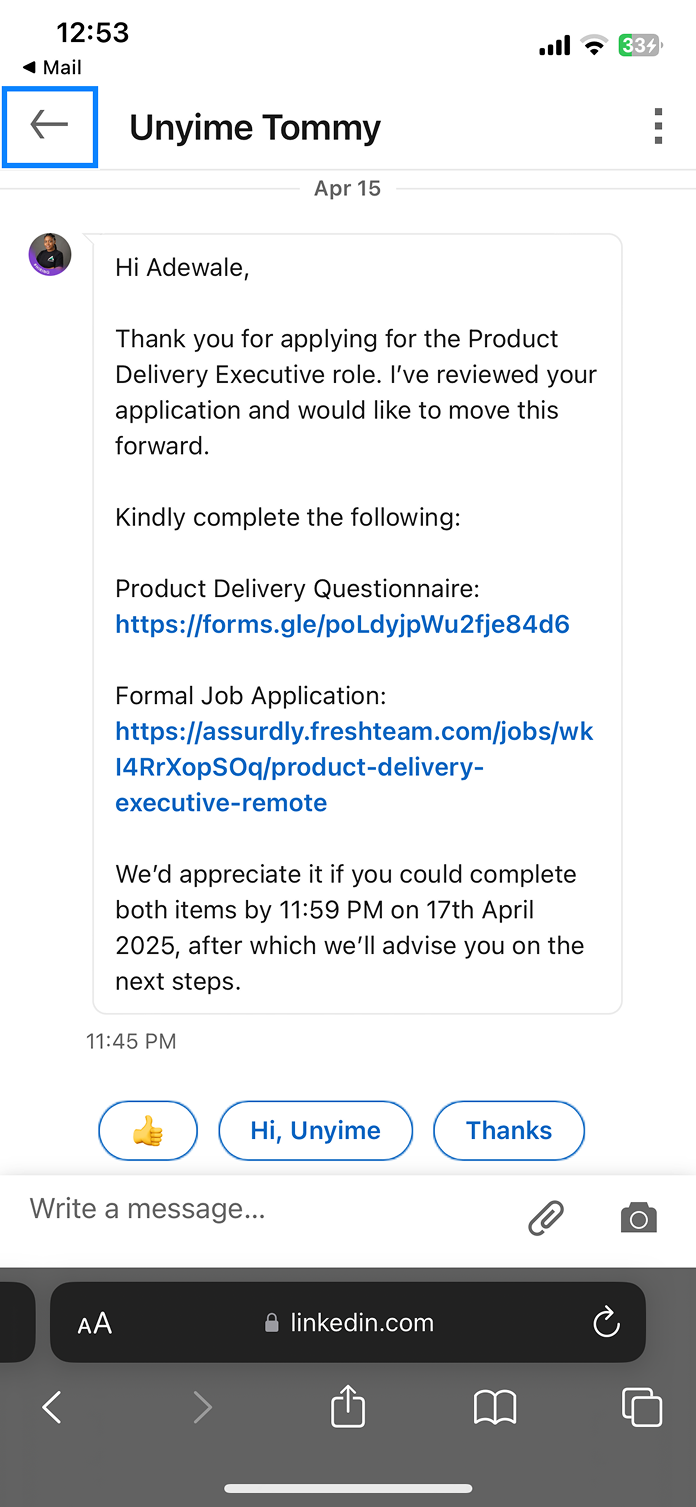 12:53
33
◀ Mail
Unyime Tommy
Apr 15
Hi Adewale,
Thank you for applying for the Product
Delivery Executive role. I’ve reviewed your
application and would like to move this
forward.
Kindly complete the following:
Product Delivery Questionnaire:
https://forms.gle/poLdyjpWu2fje84d6
Formal Job Application:
https://assurdly.freshteam.com/jobs/wk
I4RrXopSOq/product-delivery-
executive-remote
We’d appreciate it if you could complete
both items by 11:59 PM on 17th April
2025, after which we’ll advise you on the
next steps.
11:45 PM
👍
Hi, Unyime
Thanks
Write a message...
AA
linkedin.com